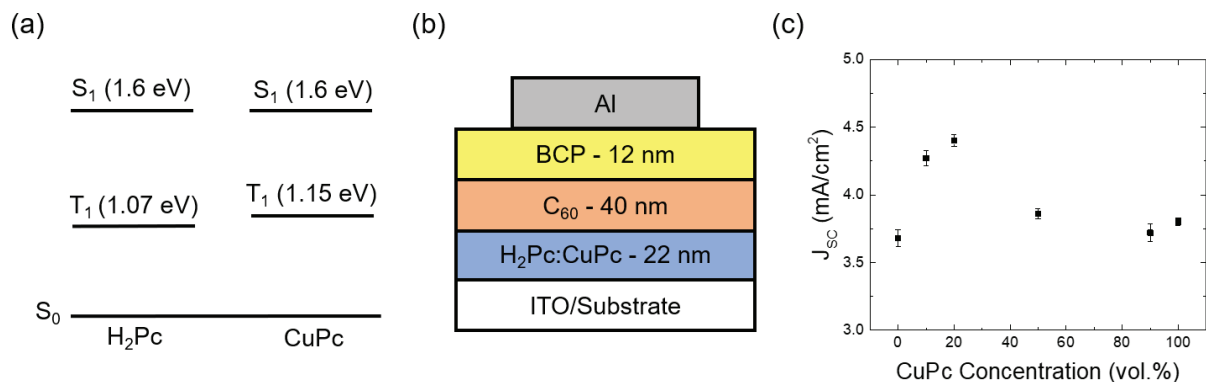 (a)
S₁ (1.6 eV)
S₁ (1.6 eV)
T₁ (1.07 eV)
T₁ (1.15 eV)
S₀
H₂Pc
CuPc
(b)
Al
BCP - 12 nm
C₆₀ - 40 nm
H₂Pc:CuPc - 22 nm
ITO/Substrate
(c)
5.0
4.5
4.0
3.5
3.0
J_SC (mA/cm²)
0 20 40 60 80 100
CuPc Concentration (vol.%)